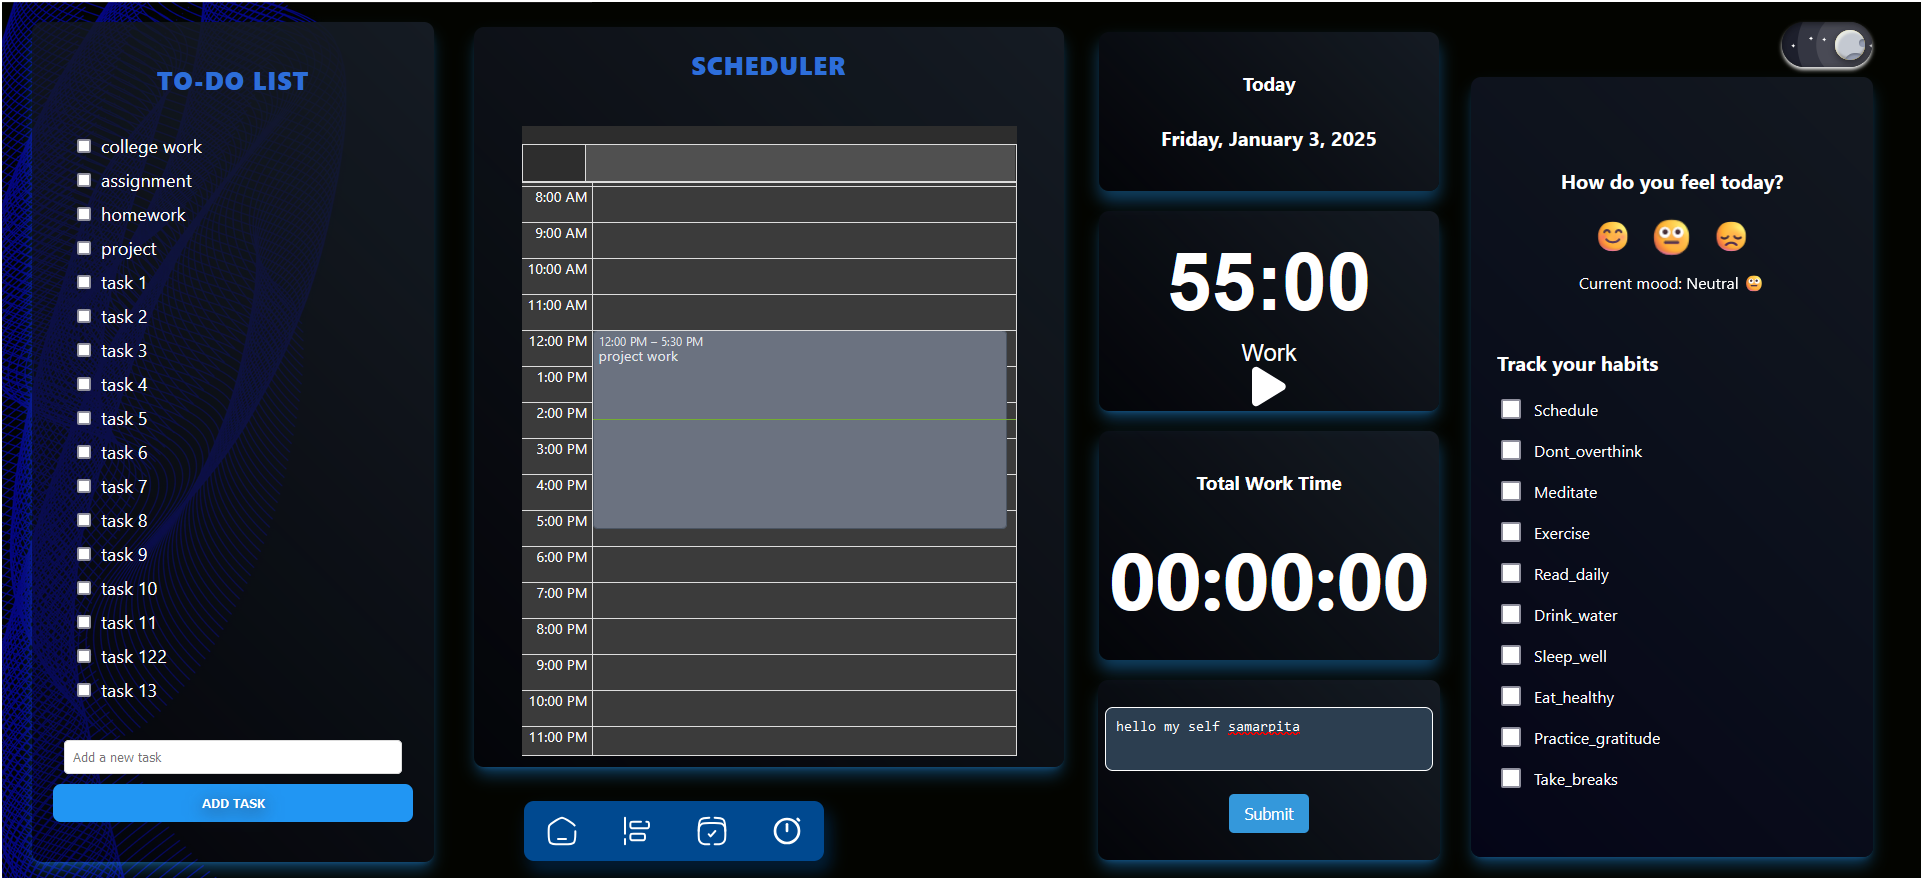 TO-DO LIST
college work
assignment
homework
project
task 1
task 2
task 3
task 4
task 5
task 6
task 7
task 8
task 9
task 10
task 11
task 122
task 13
Add a new task
ADD TASK
SCHEDULER
8:00 AM
9:00 AM
10:00 AM
11:00 AM
12:00 PM
12:00 PM – 5:30 PM
project work
1:00 PM
2:00 PM
3:00 PM
4:00 PM
5:00 PM
6:00 PM
7:00 PM
8:00 PM
9:00 PM
10:00 PM
11:00 PM
Today
Friday, January 3, 2025
55:00
Work
Total Work Time
00:00:00
hello my self samarpita
Submit
How do you feel today?
😊 😐 😞
Current mood: Neutral 😐
Track your habits
Schedule
Dont_overthink
Meditate
Exercise
Read_daily
Drink_water
Sleep_well
Eat_healthy
Practice_gratitude
Take_breaks